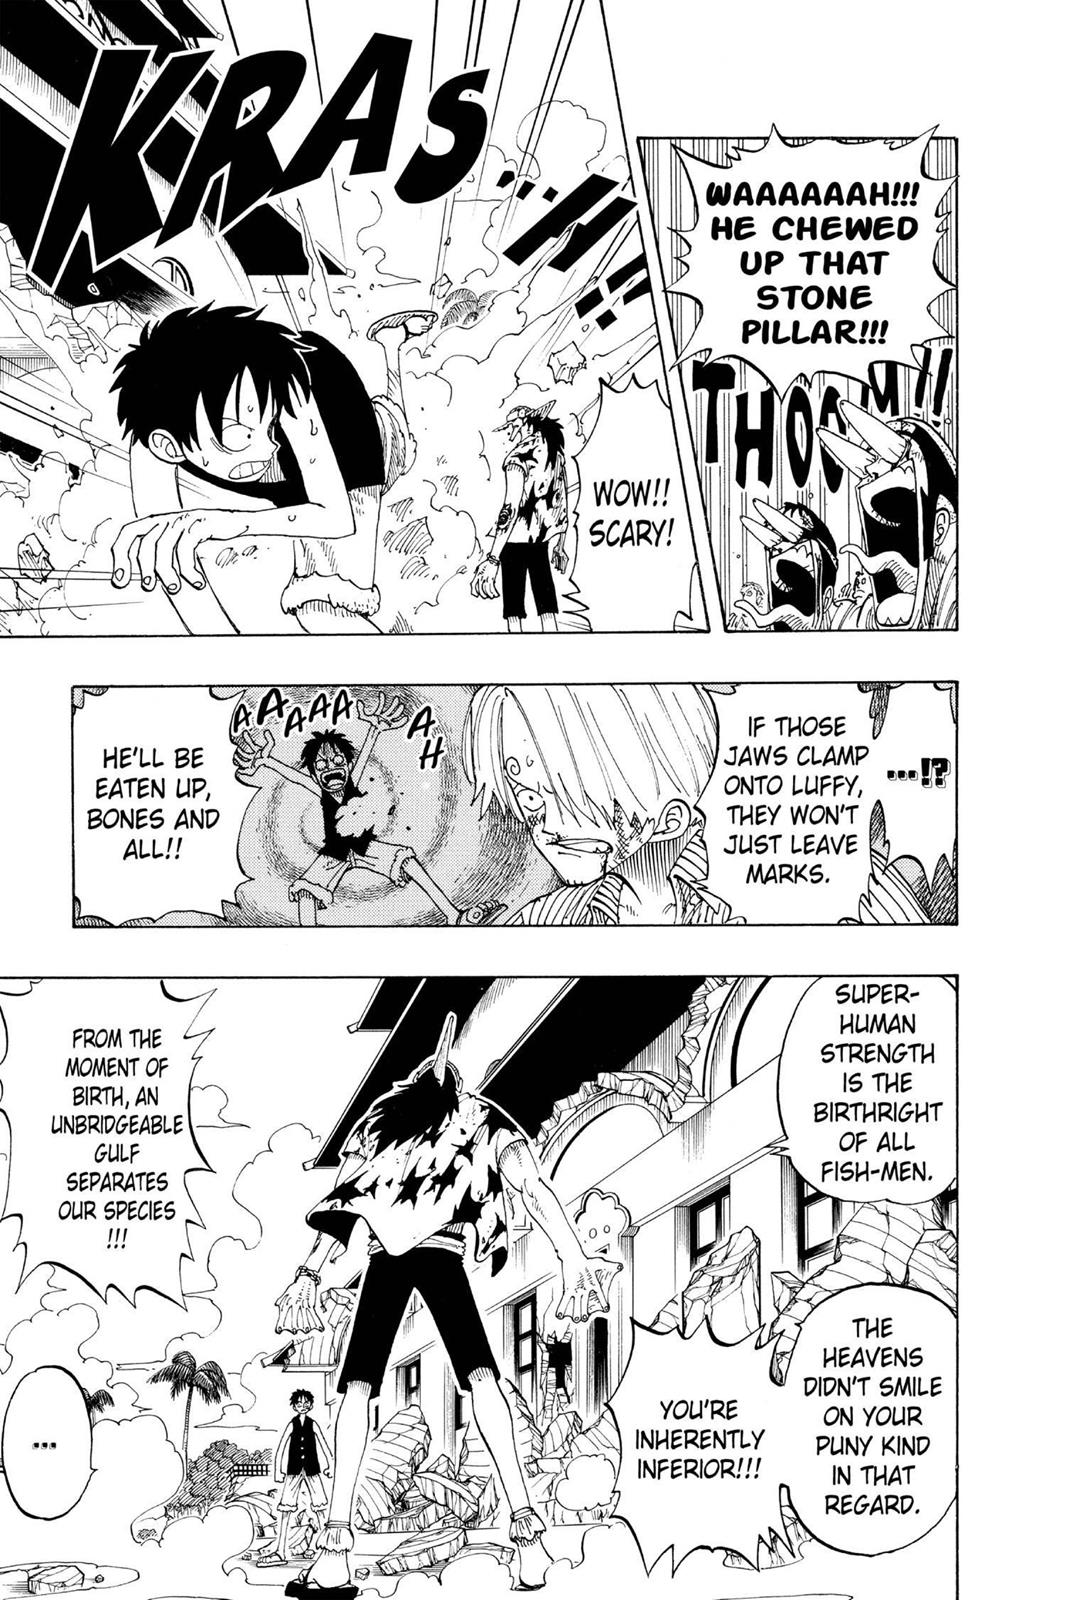 WAAAAAAH!!!
HE CHEWED
UP THAT
STONE
PILLAR!!!
THOOM!!
KRAS...!!!
WOW!!
SCARY!
...!?
IF THOSE
JAWS CLAMP
ONTO LUFFY,
THEY WON'T
JUST LEAVE
MARKS.
AAAAAAH
HE'LL BE
EATEN UP,
BONES AND
ALL!!
SUPER-
HUMAN
STRENGTH
IS THE
BIRTHRIGHT
OF ALL
FISH-MEN.
THE
HEAVENS
DIDN'T SMILE
ON YOUR
PUNY KIND
IN THAT
REGARD.
YOU'RE
INHERENTLY
INFERIOR!!!
FROM THE
MOMENT OF
BIRTH, AN
UNBRIDGEABLE
GULF
SEPARATES
OUR SPECIES
!!!
...